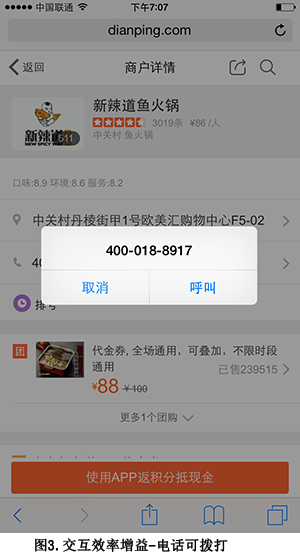 中国联通 下午7:07
dianping.com
返回 商户详情
新辣道鱼火锅
3019条 ¥86 /人
中关村 鱼火锅
新辣道 611
NEW SPICY WAY
口味:8.9 环境:8.6 服务:8.2
中关村丹棱街甲1号欧美汇购物中心F5-02
400-018-8917
40
取消 呼叫
排号
团 代金券, 全场通用，可叠加，不限时段
通用
¥88 ¥100 已售239515
更多1个团购
使用APP返积分抵现金
图3.交互效率增益-电话可拨打